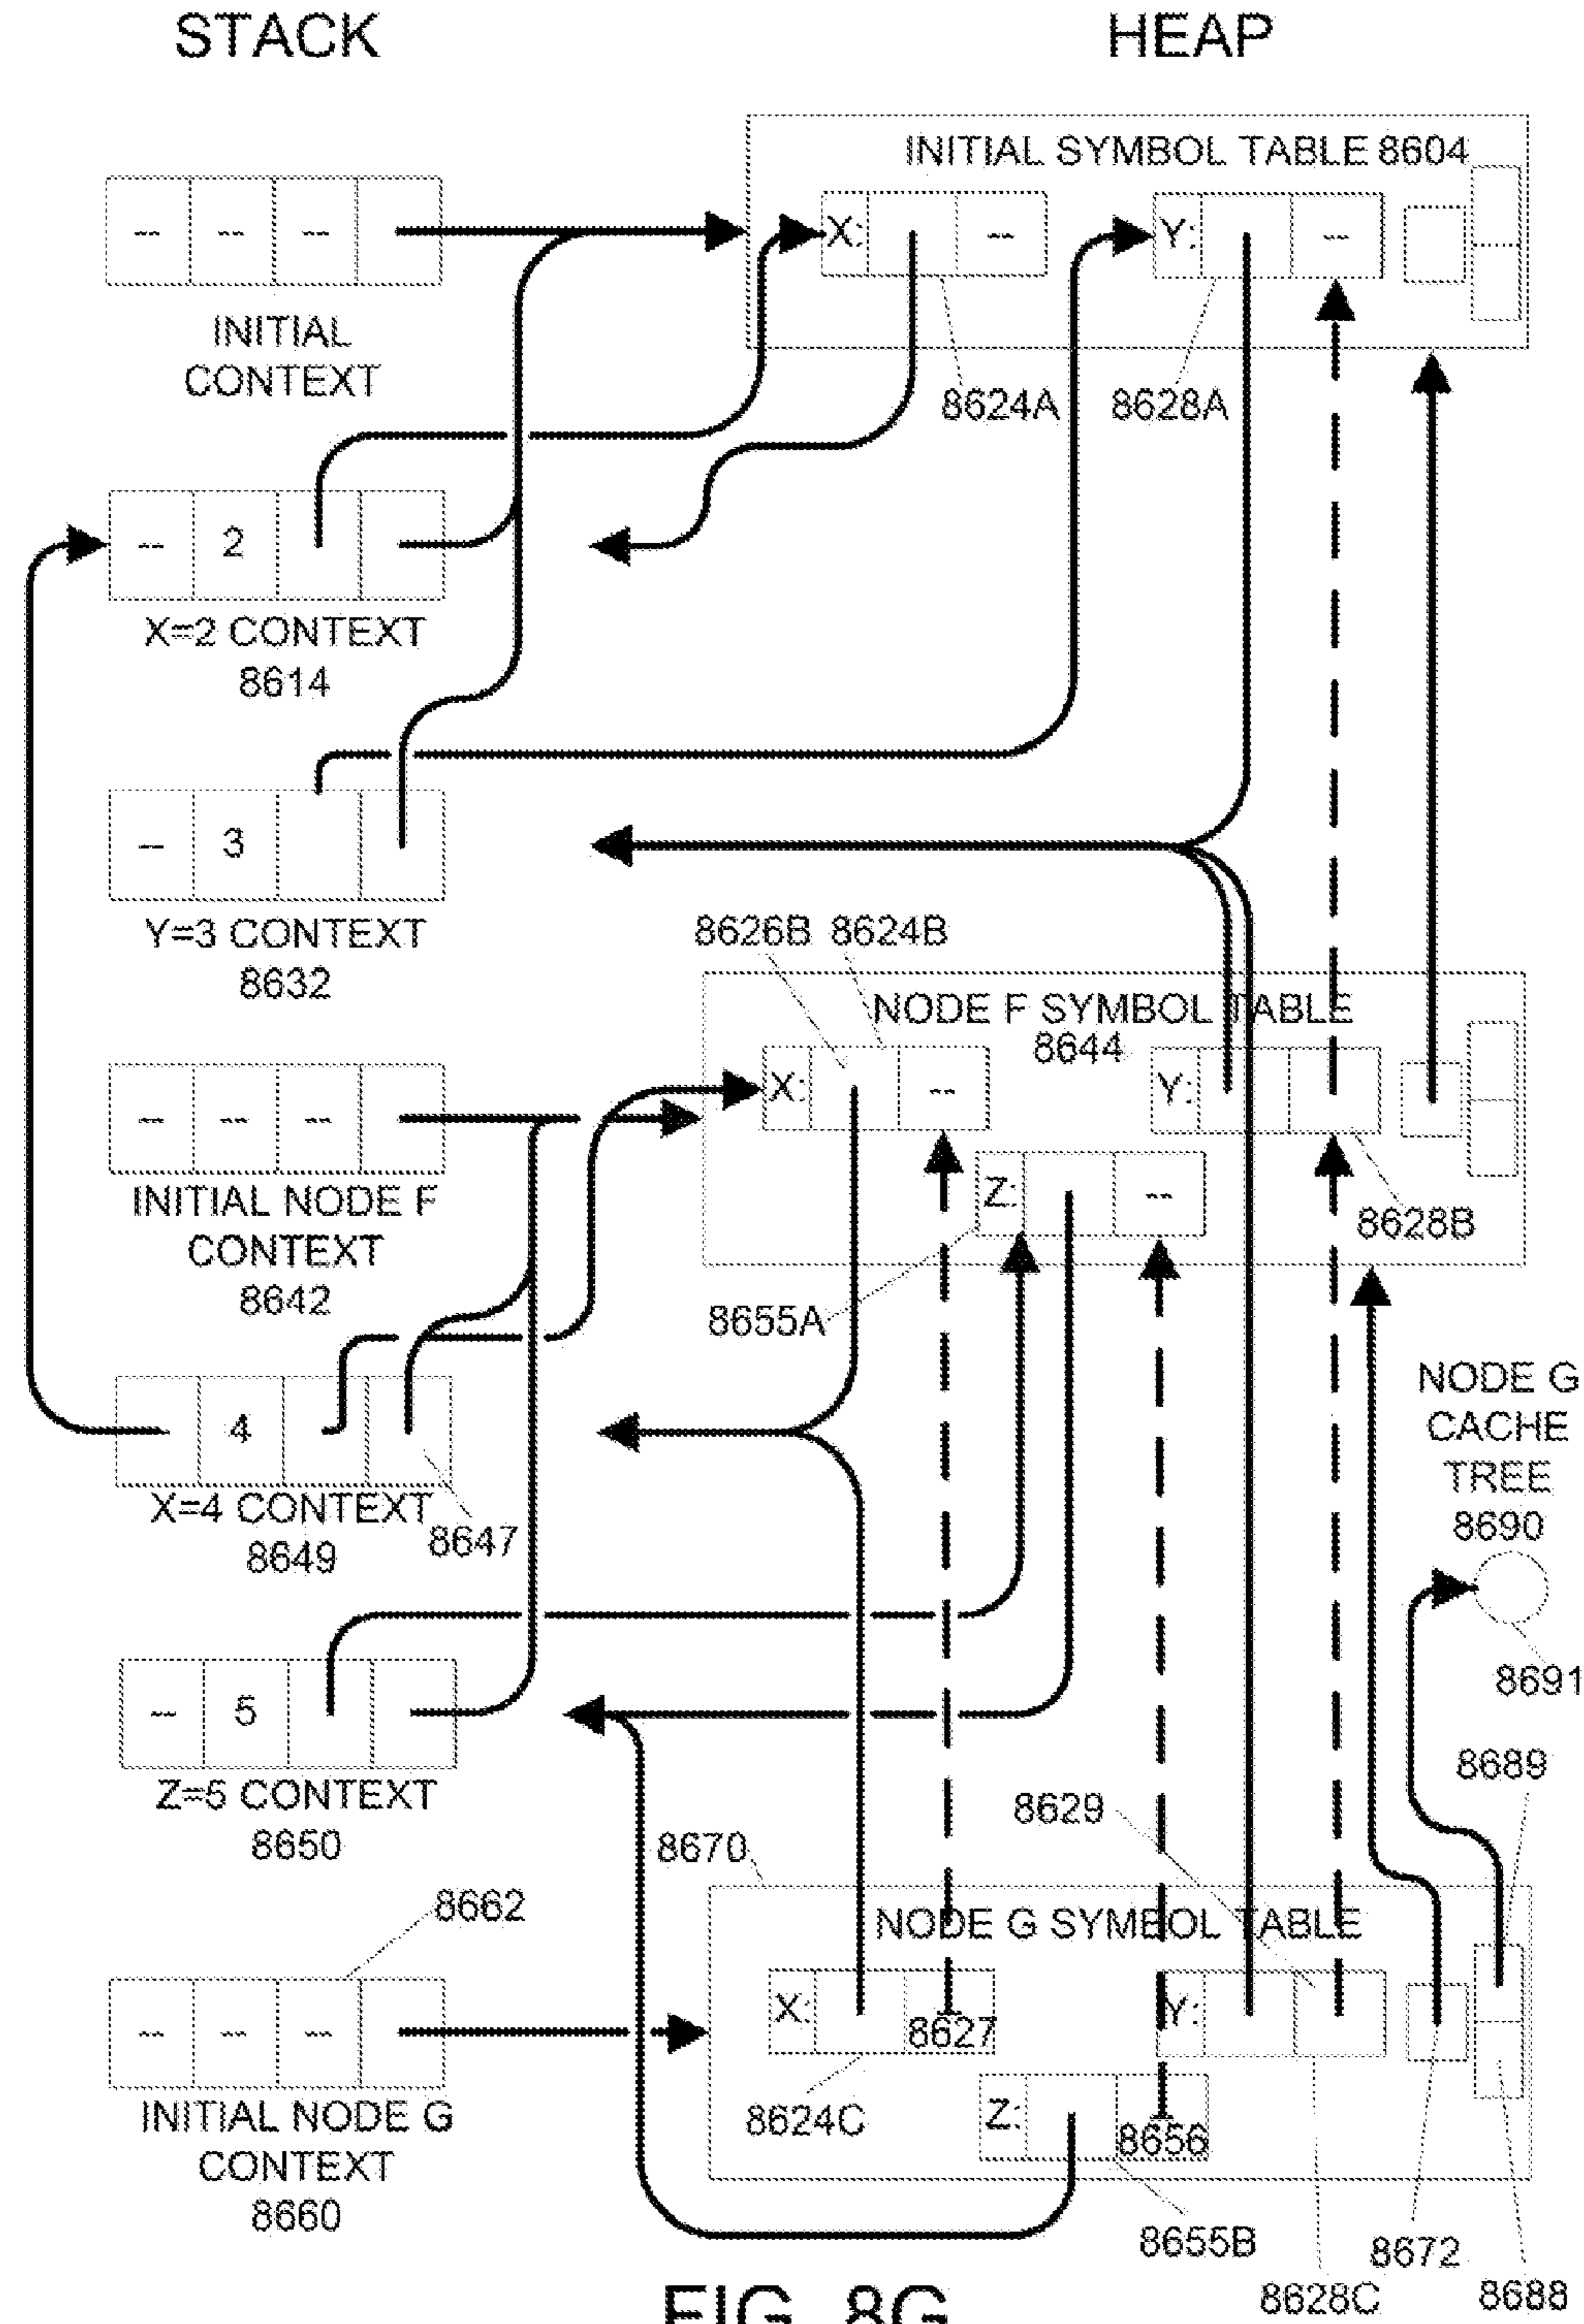 STACK
HEAP
INITIAL SYMBOL TABLE 8604
-- -- --
X: --
Y: --
INITIAL
CONTEXT
8624A
8628A
-- 2
X=2 CONTEXT
8614
-- 3
Y=3 CONTEXT
8632
8626B 8624B
NODE F SYMBOL TABLE
8644
X: --
Y:
-- -- --
Z: --
INITIAL NODE F
CONTEXT
8642
8628B
8655A
4
X=4 CONTEXT
8649
8647
NODE G
CACHE
TREE
8690
8691
-- 5
Z=5 CONTEXT
8650
8689
8629
8670
8662
NODE G SYMBOL TABLE
-- -- --
X:
8627
Y:
INITIAL NODE G
CONTEXT
8660
8624C
Z:
8656
8655B
8672
8628C
8688
FIG. 8G